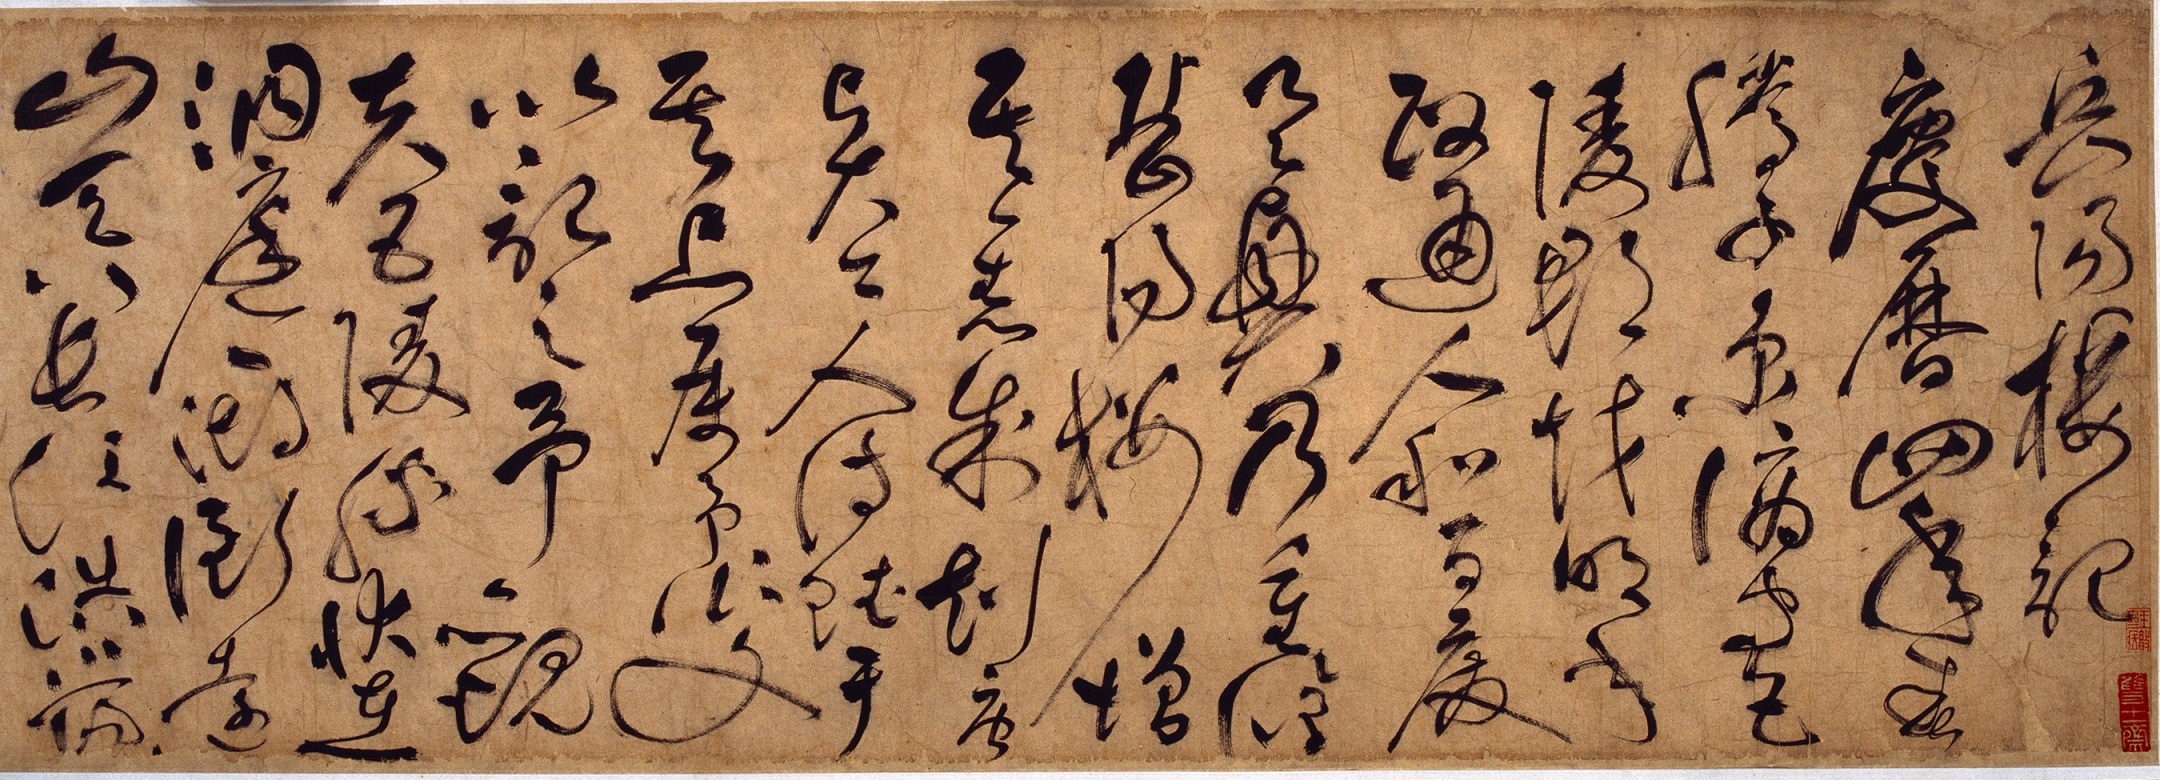 岳陽樓記
慶曆四年春
滕子京謫守巴
陵郡越明年
政通人和百廢
具興乃重修
岳陽樓增
其舊制刻唐
賢今人詩賦于
其上屬予作文
以記之予觀
夫巴陵勝狀在
洞庭一湖銜遠
山吞長江浩浩湯